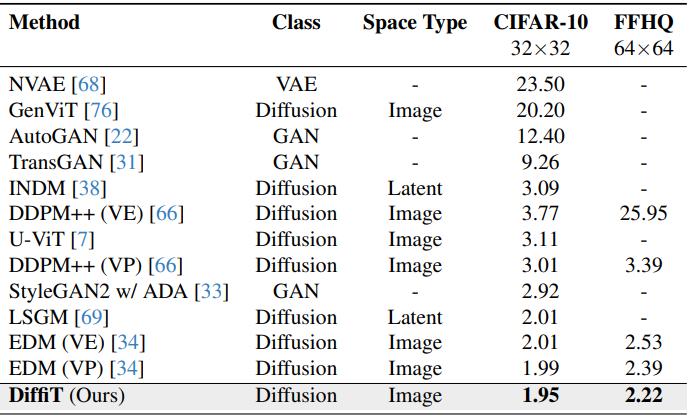 Method Class Space Type CIFAR-10 FFHQ
32×32 64×64
NVAE [68] VAE - 23.50 -
GenViT [76] Diffusion Image 20.20 -
AutoGAN [22] GAN - 12.40 -
TransGAN [31] GAN - 9.26 -
INDM [38] Diffusion Latent 3.09 -
DDPM++ (VE) [66] Diffusion Image 3.77 25.95
U-ViT [7] Diffusion Image 3.11 -
DDPM++ (VP) [66] Diffusion Image 3.01 3.39
StyleGAN2 w/ ADA [33] GAN - 2.92 -
LSGM [69] Diffusion Latent 2.01 -
EDM (VE) [34] Diffusion Image 2.01 2.53
EDM (VP) [34] Diffusion Image 1.99 2.39
DiffiT (Ours) Diffusion Image 1.95 2.22